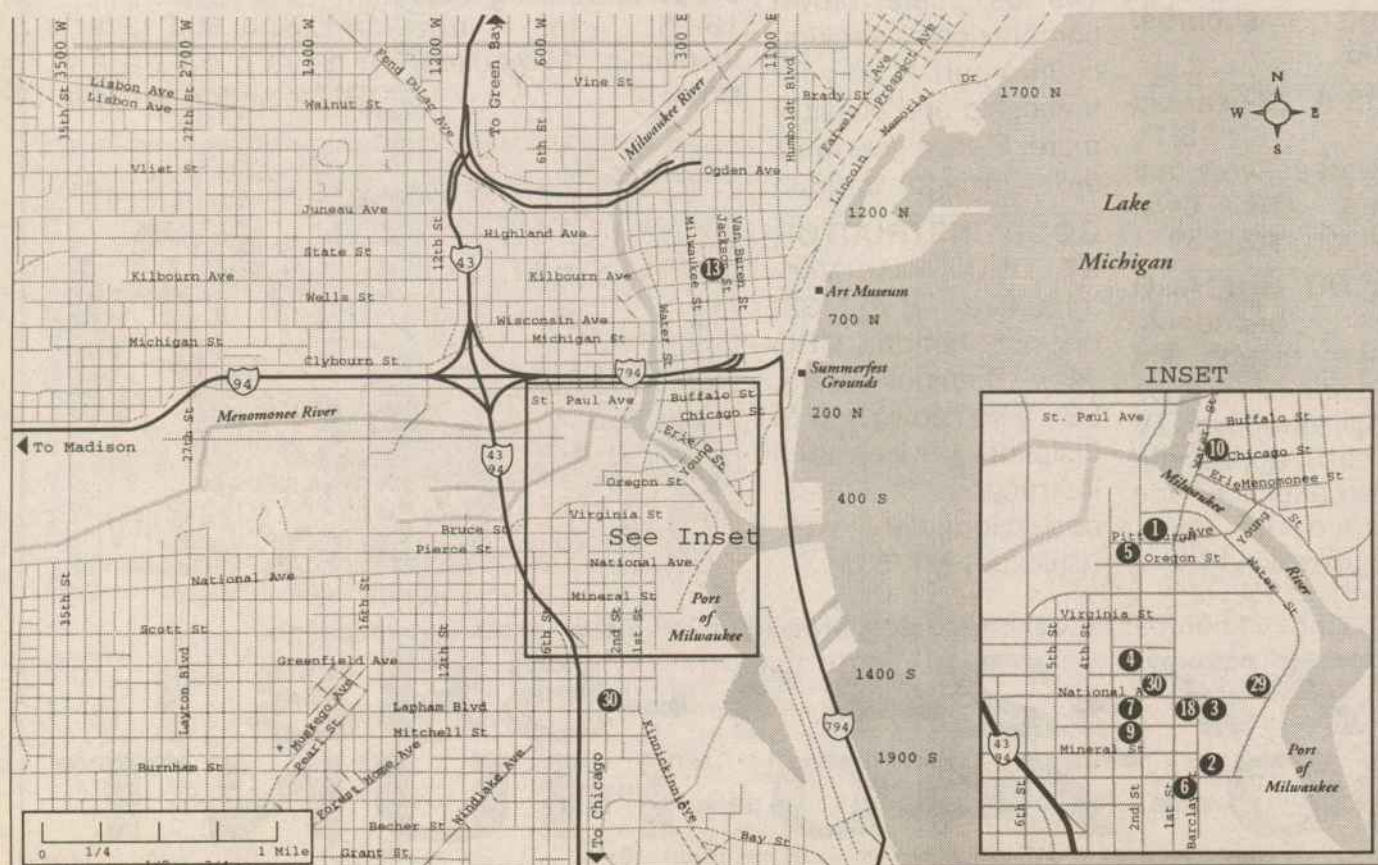 3500 W
2700 W
1900 W
1200 W
To Green Bay
600 W
300 E
1100 E
35th St
27th St
Lisbon Ave
Lisbon Ave
Fond DuLac Ave
Walnut St
Vine St
6th St
Milwaukee River
Humboldt Blvd
Brady St
Ave
Prospect Ave
Lincoln Memorial Dr
1700 N
N
W
E
S
Vliet St
Ogden Ave
Juneau Ave
1200 N
Lake
Michigan
12th St
Highland Ave
State St
43
Milwaukee St
Jackson St
Van Buren St
13
Kilbourn Ave
Kilbourn Ave
Wells St
Art Museum
Wisconsin Ave
Water St
700 N
Michigan St
Michigan St
Clybourn St
94
794
Summerfest
Grounds
St. Paul Ave
Buffalo St
Chicago St
200 N
Menomonee River
To Madison
27th St
43
94
Erie St
Young
Oregon St
400 S
Virginia St
Bruce St
Pierce St
See Inset
National Ave
National Ave
Mineral St
Port
of
Milwaukee
16th St
12th St
6th St
2nd St
1st St
Scott St
Layton Blvd
Greenfield Ave
1400 S
30
Muskego Ave
Pearl St
Lapham Blvd
Mitchell St
Kinnickinnic Ave
794
1900 S
Burnham St
Forest Home Ave
Windlake Ave
To Chicago
Becher St
Bay St
Grant St
0
1/4
1 Mile
INSET
St. Paul Ave
Water St
Buffalo St
10
Chicago St
Erie
Menomonee St
St
Milwaukee
River
1
Ave
Young
5
Oregon St
Water St
Virginia St
5th St
4th St
4
National
30
29
7
18
3
9
Mineral St
43
94
2
Port
of
Milwaukee
6
6th St
2nd St
1st St
Barclay